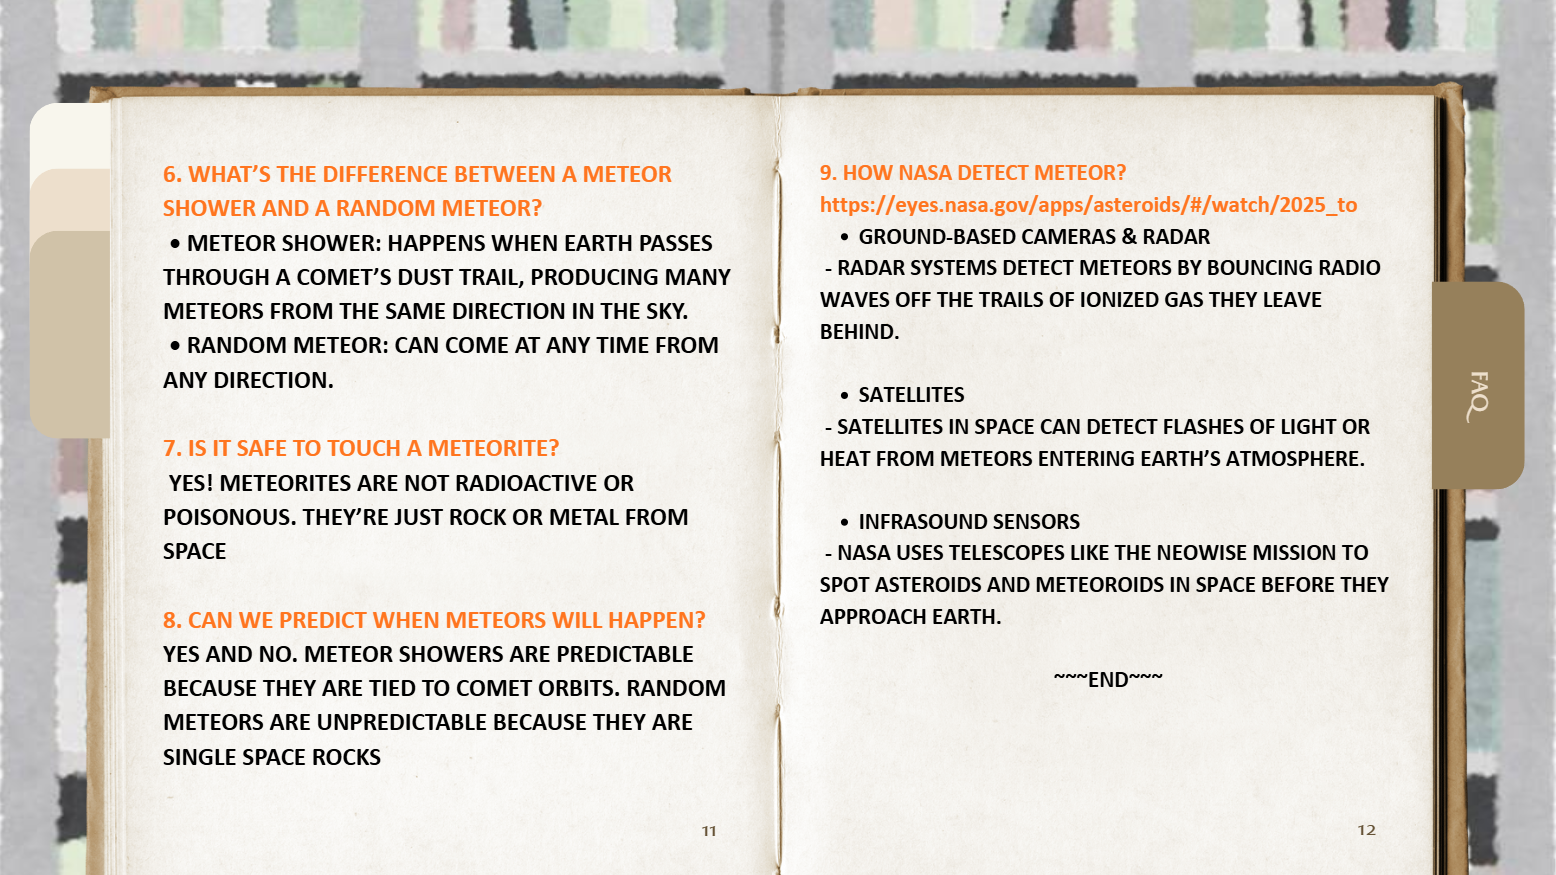 6. WHAT’S THE DIFFERENCE BETWEEN A METEOR
SHOWER AND A RANDOM METEOR?
• METEOR SHOWER: HAPPENS WHEN EARTH PASSES
THROUGH A COMET’S DUST TRAIL, PRODUCING MANY
METEORS FROM THE SAME DIRECTION IN THE SKY.
• RANDOM METEOR: CAN COME AT ANY TIME FROM
ANY DIRECTION.
7. IS IT SAFE TO TOUCH A METEORITE?
YES! METEORITES ARE NOT RADIOACTIVE OR
POISONOUS. THEY’RE JUST ROCK OR METAL FROM
SPACE
8. CAN WE PREDICT WHEN METEORS WILL HAPPEN?
YES AND NO. METEOR SHOWERS ARE PREDICTABLE
BECAUSE THEY ARE TIED TO COMET ORBITS. RANDOM
METEORS ARE UNPREDICTABLE BECAUSE THEY ARE
SINGLE SPACE ROCKS
11
9. HOW NASA DETECT METEOR?
https://eyes.nasa.gov/apps/asteroids/#/watch/2025_to
• GROUND-BASED CAMERAS & RADAR
- RADAR SYSTEMS DETECT METEORS BY BOUNCING RADIO
WAVES OFF THE TRAILS OF IONIZED GAS THEY LEAVE
BEHIND.
• SATELLITES
- SATELLITES IN SPACE CAN DETECT FLASHES OF LIGHT OR
HEAT FROM METEORS ENTERING EARTH’S ATMOSPHERE.
• INFRASOUND SENSORS
- NASA USES TELESCOPES LIKE THE NEOWISE MISSION TO
SPOT ASTEROIDS AND METEOROIDS IN SPACE BEFORE THEY
APPROACH EARTH.
~~~END~~~
12
FAQ